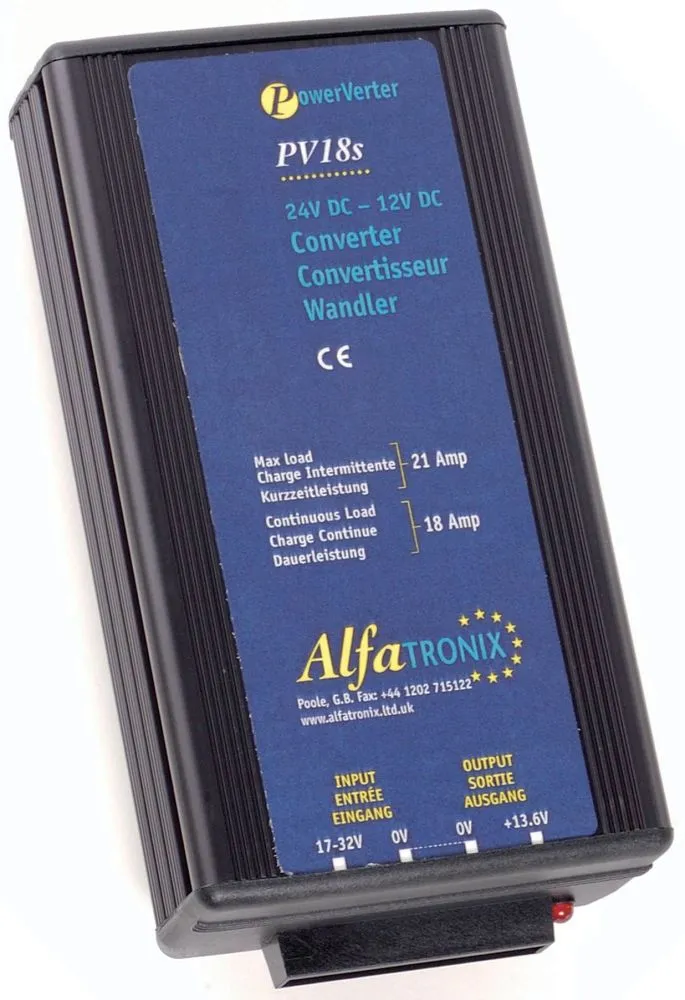 PowerVerter
PV18s
24V DC – 12V DC
Converter
Convertisseur
Wandler
CE
Max load
Charge Intermittente
Kurzzeitleistung
21 Amp
Continuous Load
Charge Continue
Dauerleistung
18 Amp
AlfaTRONIX
Poole, G.B. Fax: +44 1202 715122
www.alfatronix.ltd.uk
INPUT
ENTRÉE
EINGANG
OUTPUT
SORTIE
AUSGANG
17-32V 0V 0V +13.6V